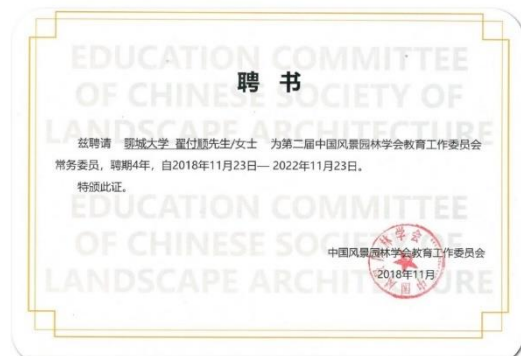 EDUCATION COMMITTEE
OF CHINESE SOCIETY OF
LANDSCAPE ARCHITECTURE
聘 书
兹聘请 聊城大学 翟付顺先生/女士 为第二届中国风景园林学会教育工作委员会
常务委员，聘期4年，自2018年11月23日— 2022年11月23日。
特颁此证。
EDUCATION COMMITTEE
OF CHINESE SOCIETY OF
LANDSCAPE ARCHITECTURE
中国风景园林学会教育工作委员会
2018年11月